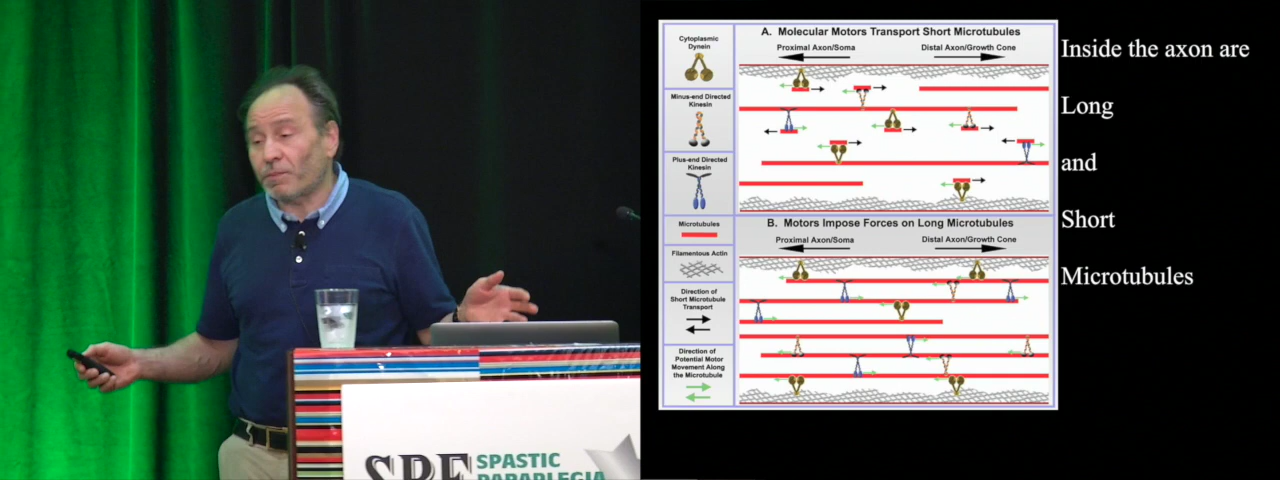 SPF SPASTIC
PARAPLEGIA
Cytoplasmic
Dynein
Minus-end Directed
Kinesin
Plus-end Directed
Kinesin
Microtubules
Filamentous Actin
Direction of
Short Microtubule
Transport
Direction of
Potential Motor
Movement Along
the Microtubule
A. Molecular Motors Transport Short Microtubules
Proximal Axon/Soma Distal Axon/Growth Cone
B. Motors Impose Forces on Long Microtubules
Proximal Axon/Soma Distal Axon/Growth Cone
Inside the axon are
Long
and
Short
Microtubules